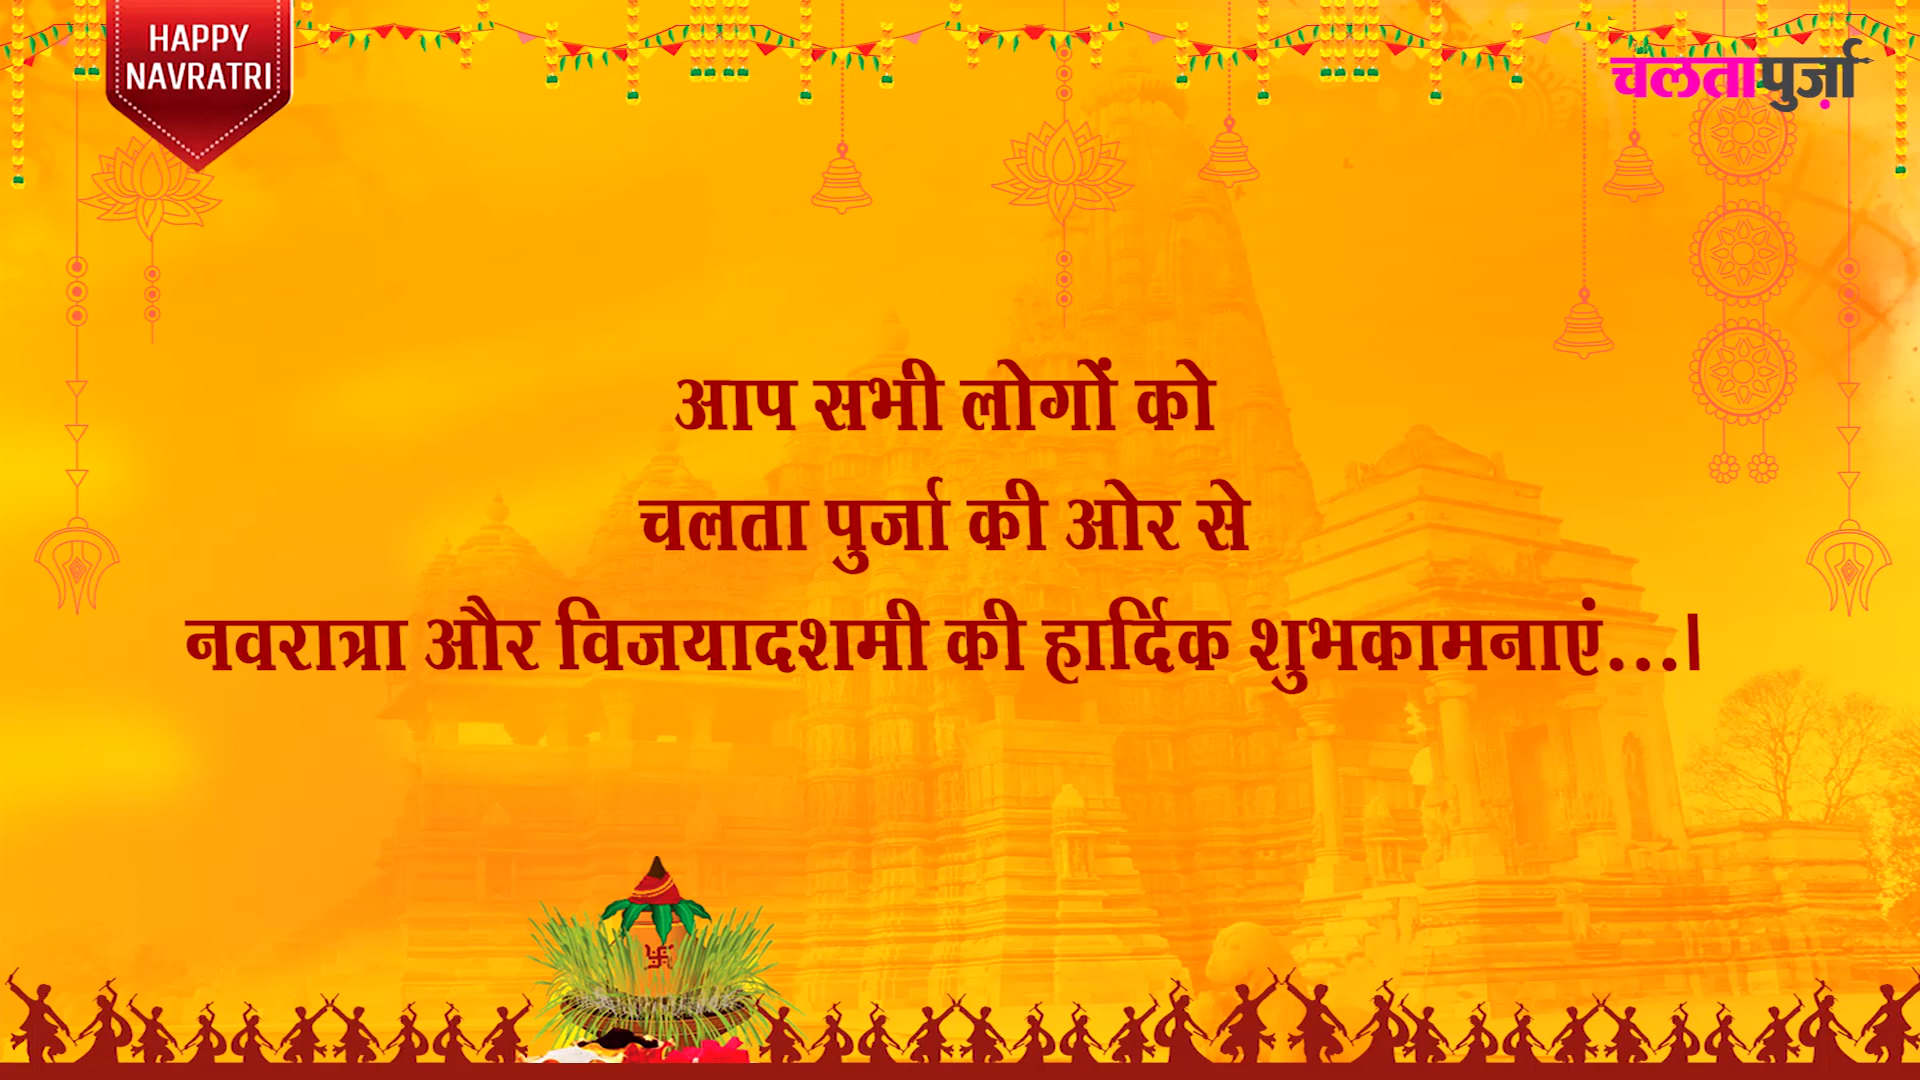 HAPPY
NAVRATRI
चलतापुर्ज़ा
आप सभी लोगों को
चलता पुर्जा की ओर से
नवरात्रा और विजयादशमी की हार्दिक शुभकामनाएं...।